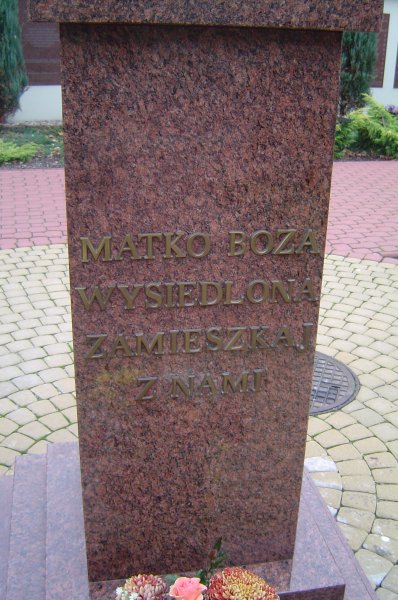 MATKO BOZA
WYSIEDLONA
ZAMIESZKAJ
Z NAMI